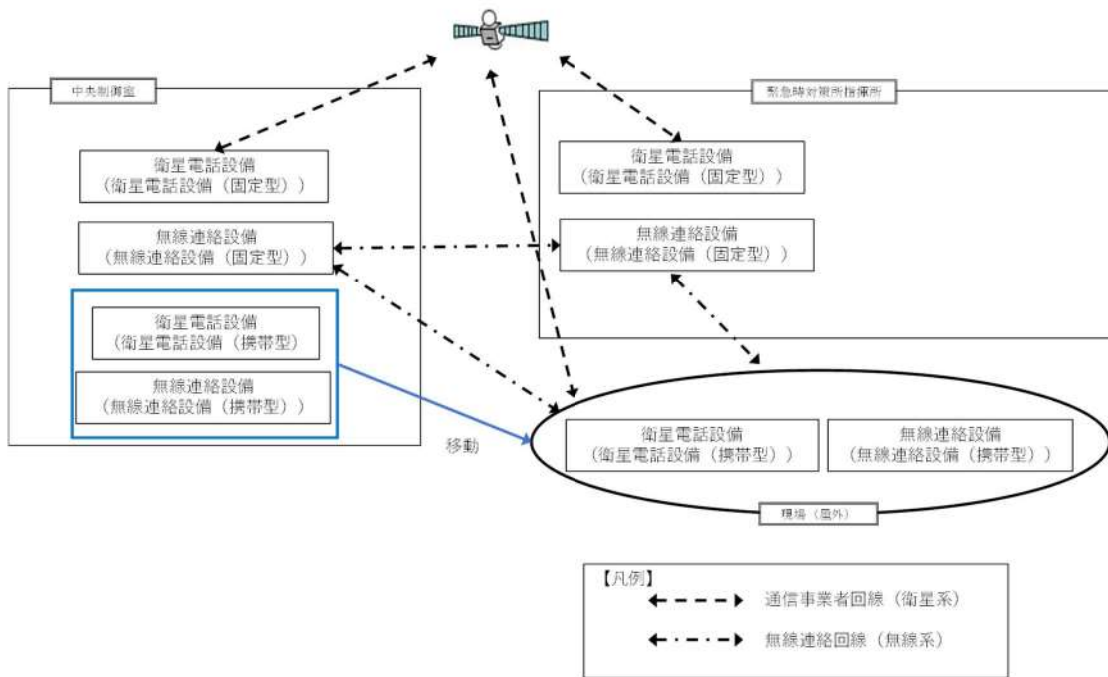 中央制御室
衛星電話設備
(衛星電話設備（固定型）)
無線連絡設備
(無線連絡設備（固定型）)
衛星電話設備
(衛星電話設備（携帯型)
無線連絡設備
(無線連絡設備（携帯型）)
緊急時対策所指揮所
衛星電話設備
(衛星電話設備（固定型）)
無線連絡設備
(無線連絡設備（固定型）)
移動
衛星電話設備
(衛星電話設備（携帯型）)
無線連絡設備
(無線連絡設備（携帯型）)
現場（屋外）
【凡例】
通信事業者回線（衛星系）
無線連絡回線（無線系）